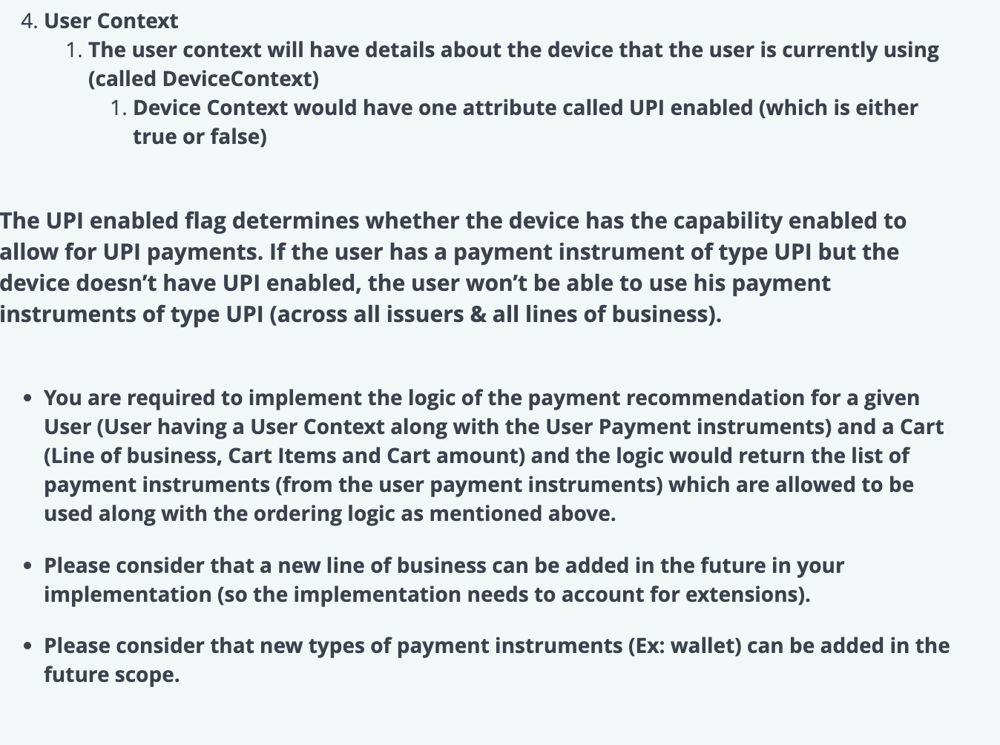 4. User Context
1. The user context will have details about the device that the user is currently using
(called DeviceContext)
1. Device Context would have one attribute called UPI enabled (which is either
true or false)
The UPI enabled flag determines whether the device has the capability enabled to
allow for UPI payments. If the user has a payment instrument of type UPI but the
device doesn’t have UPI enabled, the user won’t be able to use his payment
instruments of type UPI (across all issuers & all lines of business).
• You are required to implement the logic of the payment recommendation for a given
User (User having a User Context along with the User Payment instruments) and a Cart
(Line of business, Cart Items and Cart amount) and the logic would return the list of
payment instruments (from the user payment instruments) which are allowed to be
used along with the ordering logic as mentioned above.
• Please consider that a new line of business can be added in the future in your
implementation (so the implementation needs to account for extensions).
• Please consider that new types of payment instruments (Ex: wallet) can be added in the
future scope.